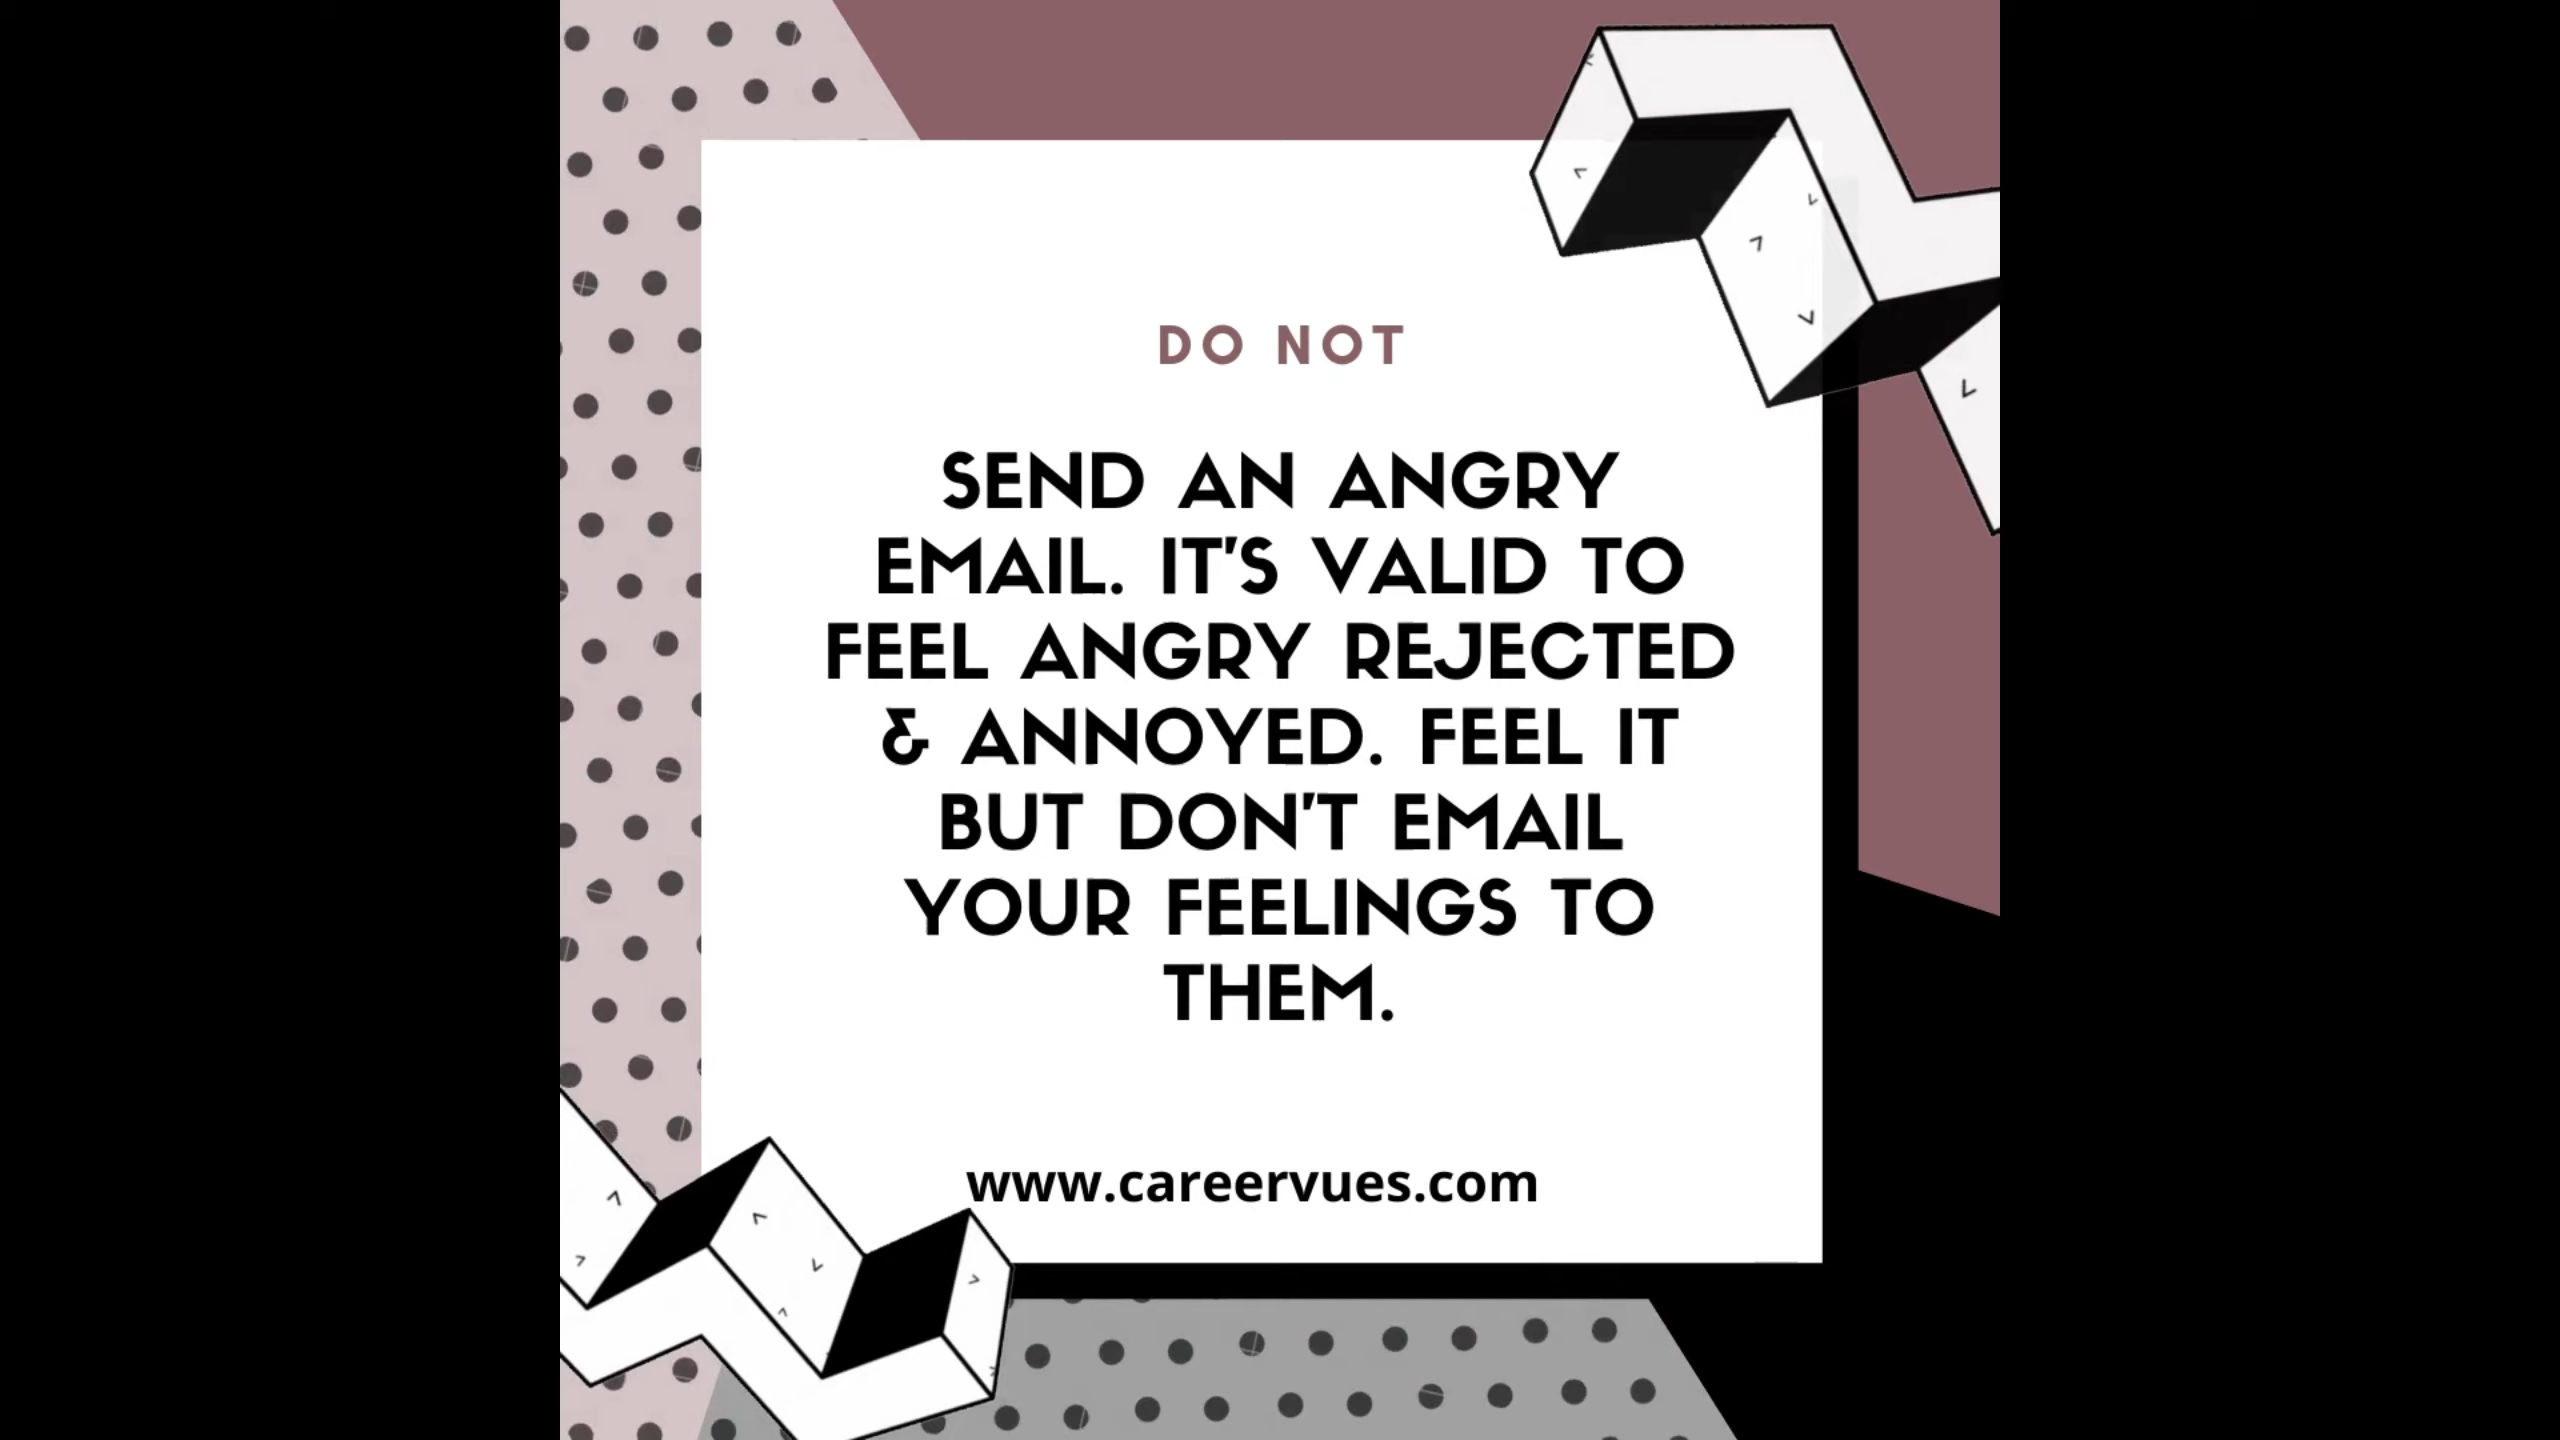 DO NOT
SEND AN ANGRY
EMAIL. IT'S VALID TO
FEEL ANGRY REJECTED
& ANNOYED. FEEL IT
BUT DON'T EMAIL
YOUR FEELINGS TO
THEM.
www.careervues.com